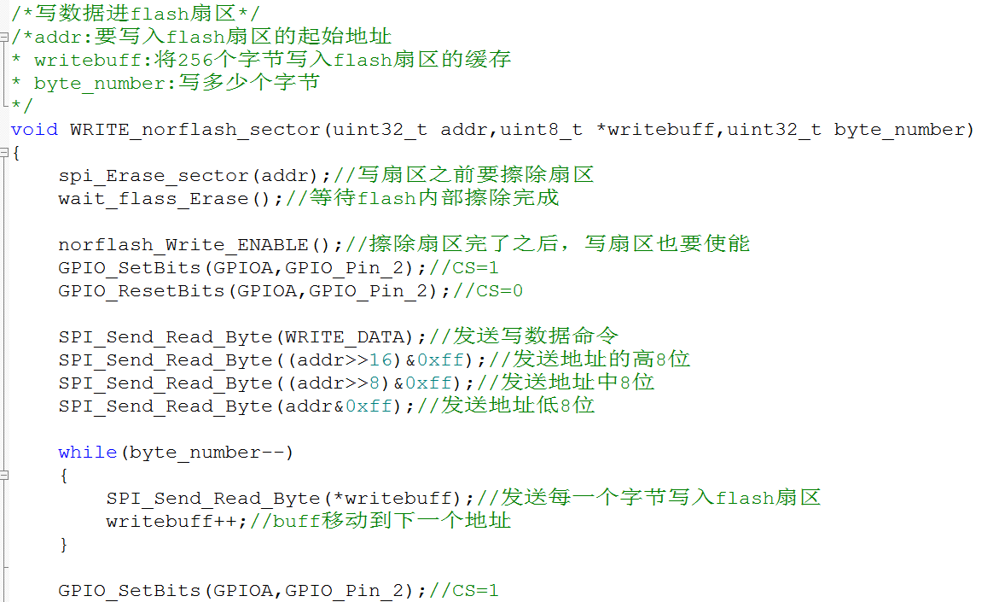 /*写数据进flash扇区*/
/*addr:要写入flash扇区的起始地址
* writebuff:将256个字节写入flash扇区的缓存
* byte_number:写多少个字节
*/
void WRITE_norflash_sector(uint32_t addr,uint8_t *writebuff,uint32_t byte_number)
{
    spi_Erase_sector(addr);//写扇区之前要擦除扇区
    wait_flass_Erase();//等待flash内部擦除完成
    norflash_Write_ENABLE();//擦除扇区完了之后，写扇区也要使能
    GPIO_SetBits(GPIOA,GPIO_Pin_2);//CS=1
    GPIO_ResetBits(GPIOA,GPIO_Pin_2);//CS=0
    SPI_Send_Read_Byte(WRITE_DATA);//发送写数据命令
    SPI_Send_Read_Byte((addr>>16)&0xff);//发送地址的高8位
    SPI_Send_Read_Byte((addr>>8)&0xff);//发送地址中8位
    SPI_Send_Read_Byte(addr&0xff);//发送地址低8位
    while(byte_number--)
    {
        SPI_Send_Read_Byte(*writebuff);//发送每一个字节写入flash扇区
        writebuff++;//buff移动到下一个地址
    }
    GPIO_SetBits(GPIOA,GPIO_Pin_2);//CS=1